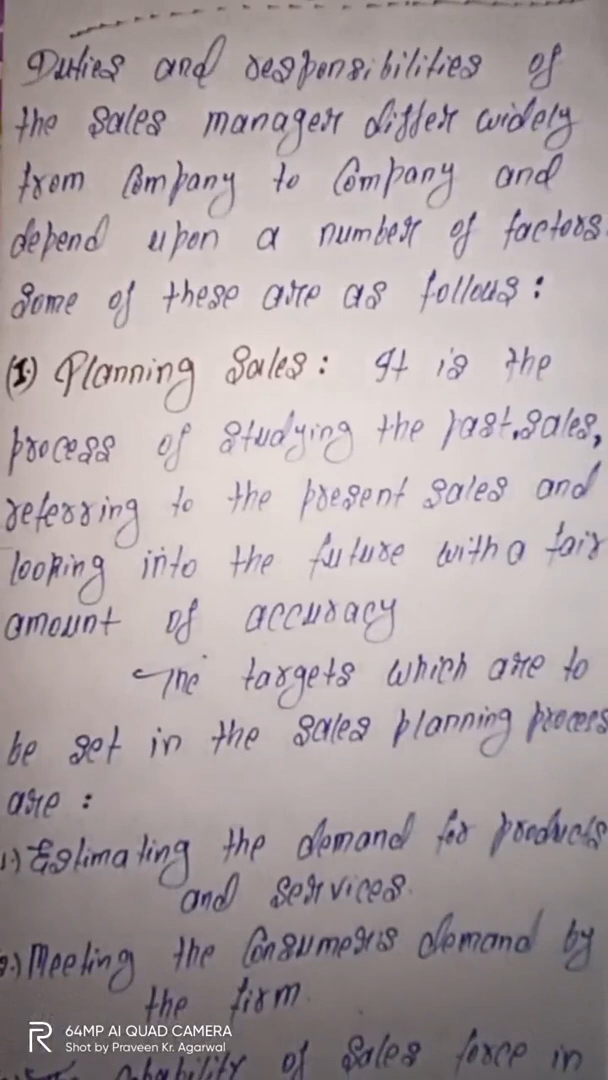 Duties and responsibilities of
the sales manager differ widely
from Company to Company and
depend upon a number of factors.
Some of these are as follows:
(1.) Planning Sales: It is the
process of studying the past sales,
referring to the present sales and
looking into the future with a fair
amount of accuracy
The targets which are to
be set in the sales planning process
are :
1.) Estimating the demand for products
and services.
2.) Meeting the Consumers demand by
the firm.
of sales force in
64MP AI QUAD CAMERA
Shot by Praveen Kr. Agarwal